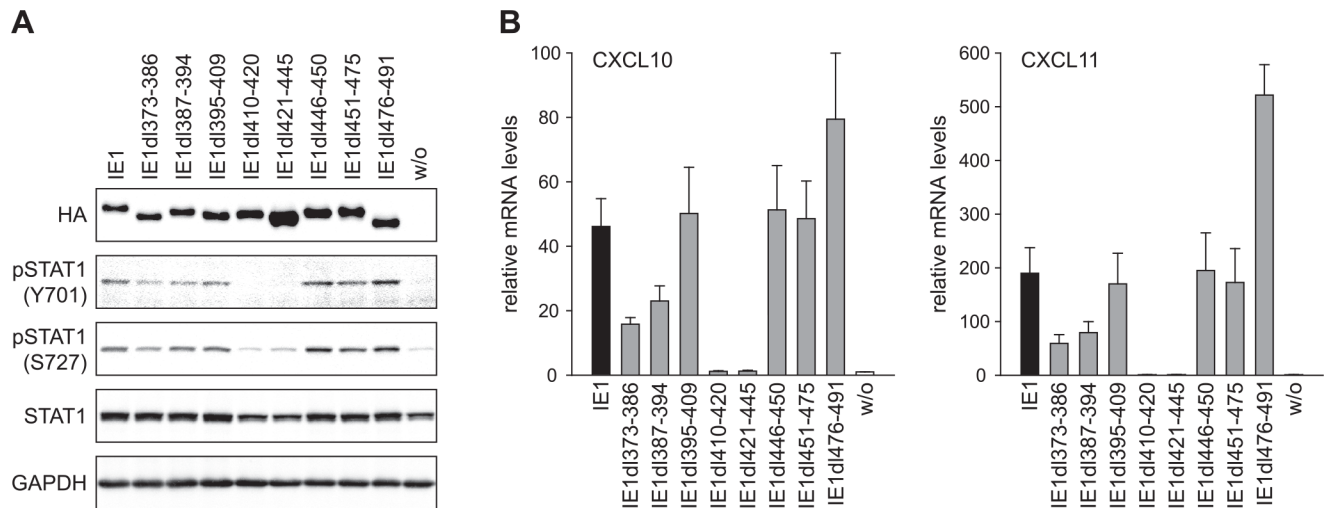 A
IE1
IE1dl373-386
IE1dl387-394
IE1dl395-409
IE1dl410-420
IE1dl421-445
IE1dl446-450
IE1dl451-475
IE1dl476-491
w/o
HA
pSTAT1
(Y701)
pSTAT1
(S727)
STAT1
GAPDH
B
CXCL10
relative mRNA levels
100
80
60
40
20
0
IE1
IE1dl373-386
IE1dl387-394
IE1dl395-409
IE1dl410-420
IE1dl421-445
IE1dl446-450
IE1dl451-475
IE1dl476-491
w/o
CXCL11
relative mRNA levels
600
500
400
300
200
100
0
IE1
IE1dl373-386
IE1dl387-394
IE1dl395-409
IE1dl410-420
IE1dl421-445
IE1dl446-450
IE1dl451-475
IE1dl476-491
w/o